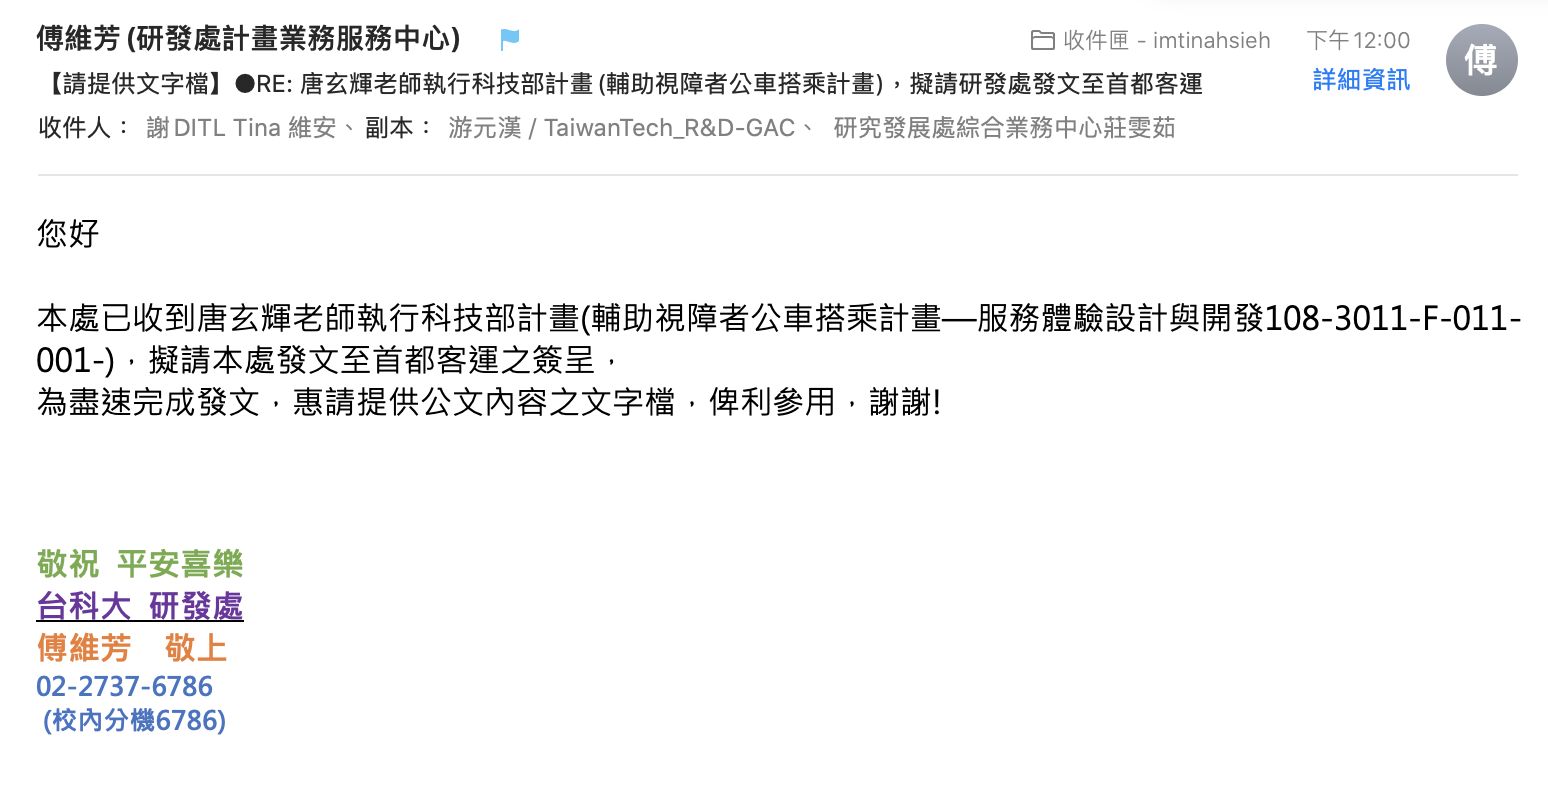 傅維芳 (研發處計畫業務服務中心)
收件匣 - imtinahsieh
下午12:00
傅
【請提供文字檔】●RE: 唐玄輝老師執行科技部計畫 (輔助視障者公車搭乘計畫)，擬請研發處發文至首都客運
詳細資訊
收件人： 謝DITL Tina 維安、 副本： 游元漢 / TaiwanTech_R&D-GAC、 研究發展處綜合業務中心莊雯茹
您好
本處已收到唐玄輝老師執行科技部計畫(輔助視障者公車搭乘計畫—服務體驗設計與開發108-3011-F-011-
001-)，擬請本處發文至首都客運之簽呈，
為盡速完成發文，惠請提供公文內容之文字檔，俾利參用，謝謝!
敬祝 平安喜樂
台科大 研發處
傅維芳 敬上
02-2737-6786
(校內分機6786)